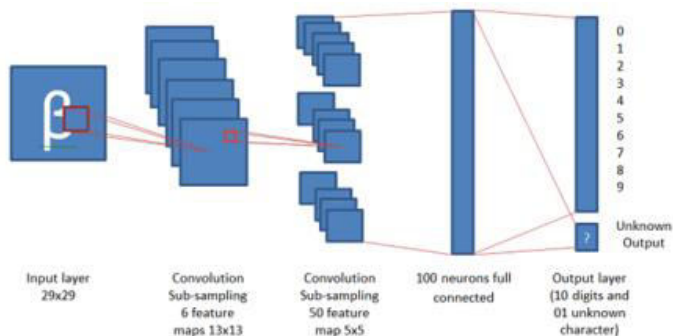 β
0
1
2
3
4
5
6
7
8
9
?
Unknown
Output
Input layer
29x29
Convolution
Sub-sampling
6 feature
maps 13x13
Convolution
Sub-sampling
50 feature
map 5x5
100 neurons full
connected
Output layer
(10 digits and
01 unknown
character)